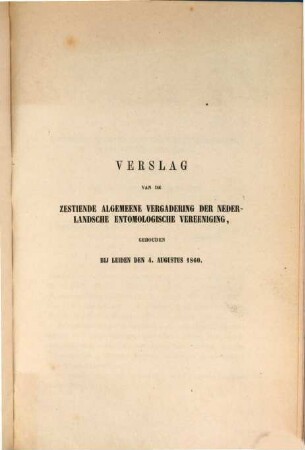 VERSLAG
VAN DE
ZESTIENDE ALGEMEENE VERGADERING DER NEDER-
LANDSCHE ENTOMOLOGISCHE VEREENIGING,
GEHOUDEN
BIJ LEIDEN DEN 4. AUGUSTUS 1860.